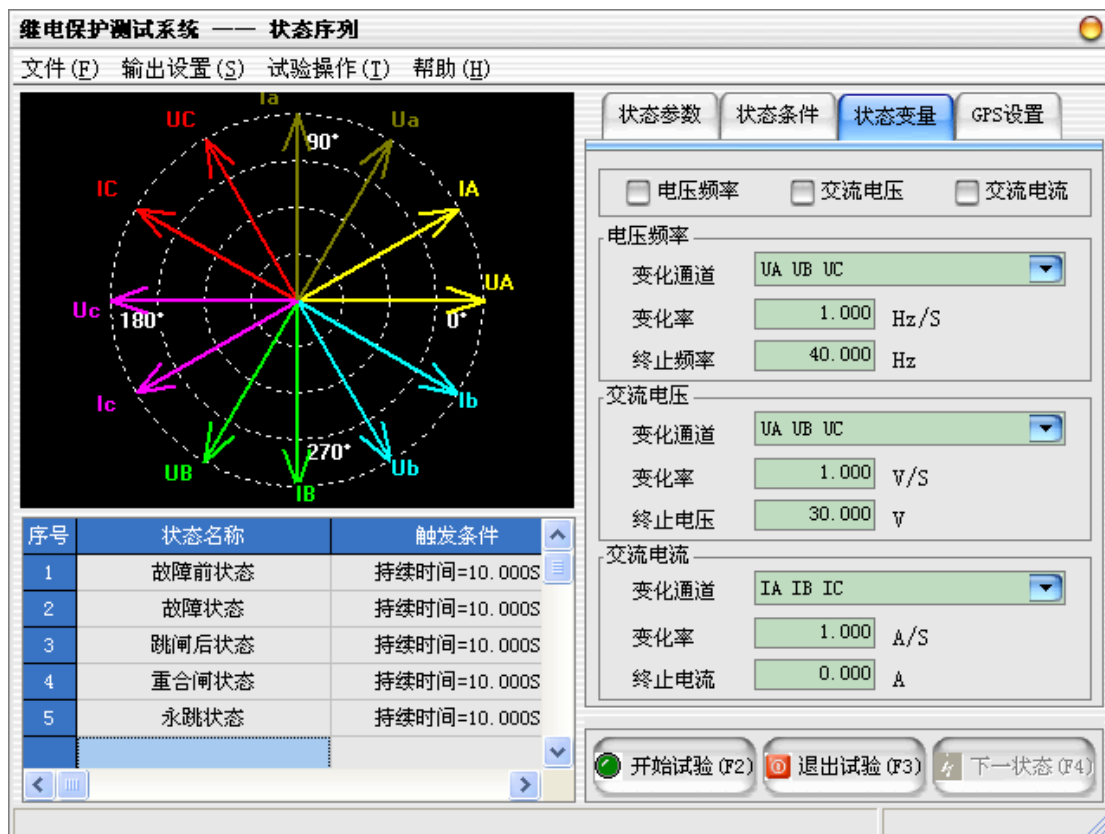 继电保护测试系统 —— 状态序列
文件(F) 输出设置(S) 试验操作(T) 帮助(H)
Ia
UC
Ua
90°
IC
IA
Uc
180°
UA
0°
Ic
Ib
UB
270°
Ub
IB
序号 状态名称 触发条件
1 故障前状态 持续时间=10.000S
2 故障状态 持续时间=10.000S
3 跳闸后状态 持续时间=10.000S
4 重合闸状态 持续时间=10.000S
5 永跳状态 持续时间=10.000S
状态参数 状态条件 状态变量 GPS设置
电压频率 交流电压 交流电流
电压频率
变化通道 UA UB UC
变化率 1.000 Hz/S
终止频率 40.000 Hz
交流电压
变化通道 UA UB UC
变化率 1.000 V/S
终止电压 30.000 V
交流电流
变化通道 IA IB IC
变化率 1.000 A/S
终止电流 0.000 A
开始试验(F2) 退出试验(F3) 下一状态(F4)